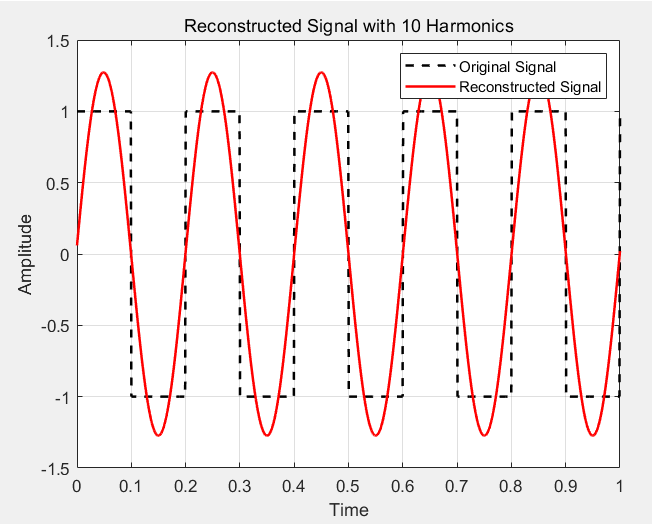 Reconstructed Signal with 10 Harmonics
Original Signal
Reconstructed Signal
1.5
1
0.5
0
-0.5
-1
-1.5
Amplitude
0 0.1 0.2 0.3 0.4 0.5 0.6 0.7 0.8 0.9 1
Time